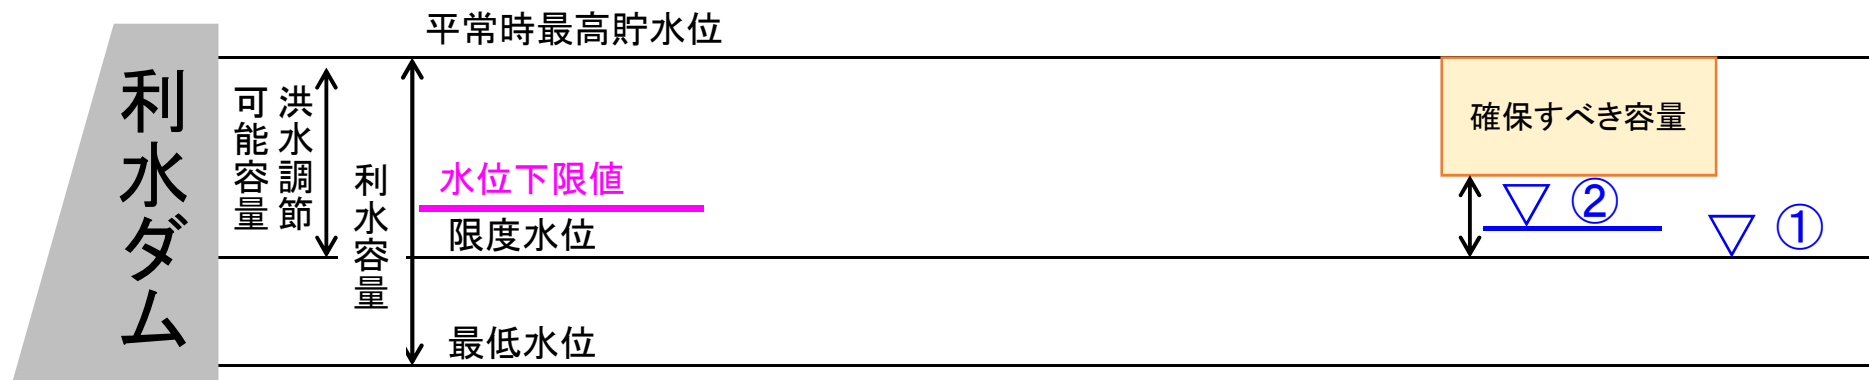 平常時最高貯水位
利水ダム
洪水調節
可能容量
利水容量
水位下限値
限度水位
最低水位
確保すべき容量
②
①